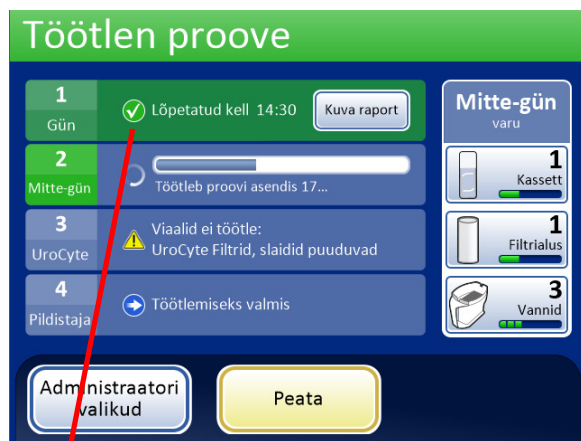 Töötlen proove
1
Gün
Lõpetatud kell 14:30
Kuva raport
2
Mitte-gün
Töötleb proovi asendis 17...
3
UroCyte
Viaalid ei töötle:
UroCyte Filtrid, slaidid puuduvad
4
Pildistaja
Töötlemiseks valmis
Mitte-gün
varu
1
Kassett
1
Filtrialus
3
Vannid
Administraatori
valikud
Peata